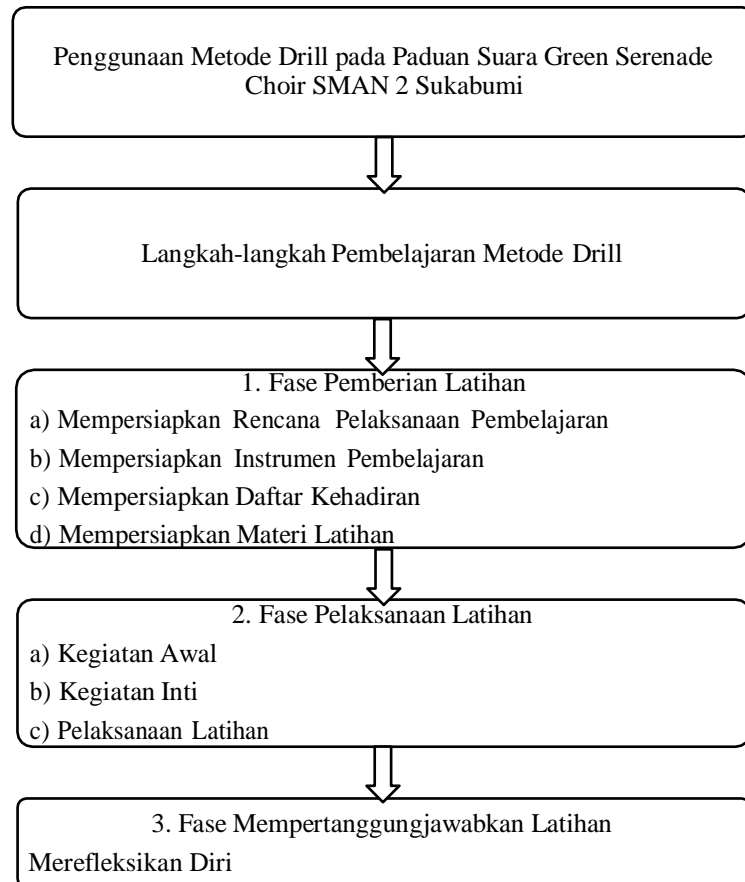 Penggunaan Metode Drill pada Paduan Suara Green Serenade
Choir SMAN 2 Sukabumi
Langkah-langkah Pembelajaran Metode Drill
1. Fase Pemberian Latihan
a) Mempersiapkan Rencana Pelaksanaan Pembelajaran
b) Mempersiapkan Instrumen Pembelajaran
c) Mempersiapkan Daftar Kehadiran
d) Mempersiapkan Materi Latihan
2. Fase Pelaksanaan Latihan
a) Kegiatan Awal
b) Kegiatan Inti
c) Pelaksanaan Latihan
3. Fase Mempertanggungjawabkan Latihan
Merefleksikan Diri